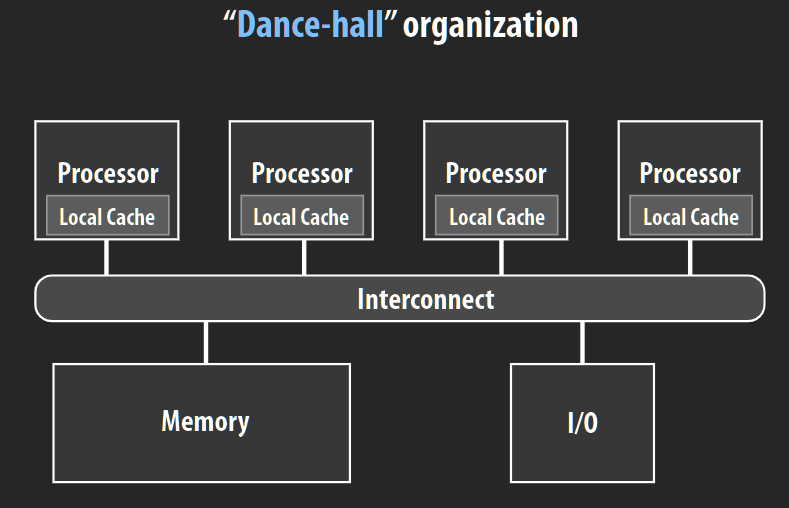 “Dance-hall” organization
Processor
Local Cache
Processor
Local Cache
Processor
Local Cache
Processor
Local Cache
Interconnect
Memory
I/O